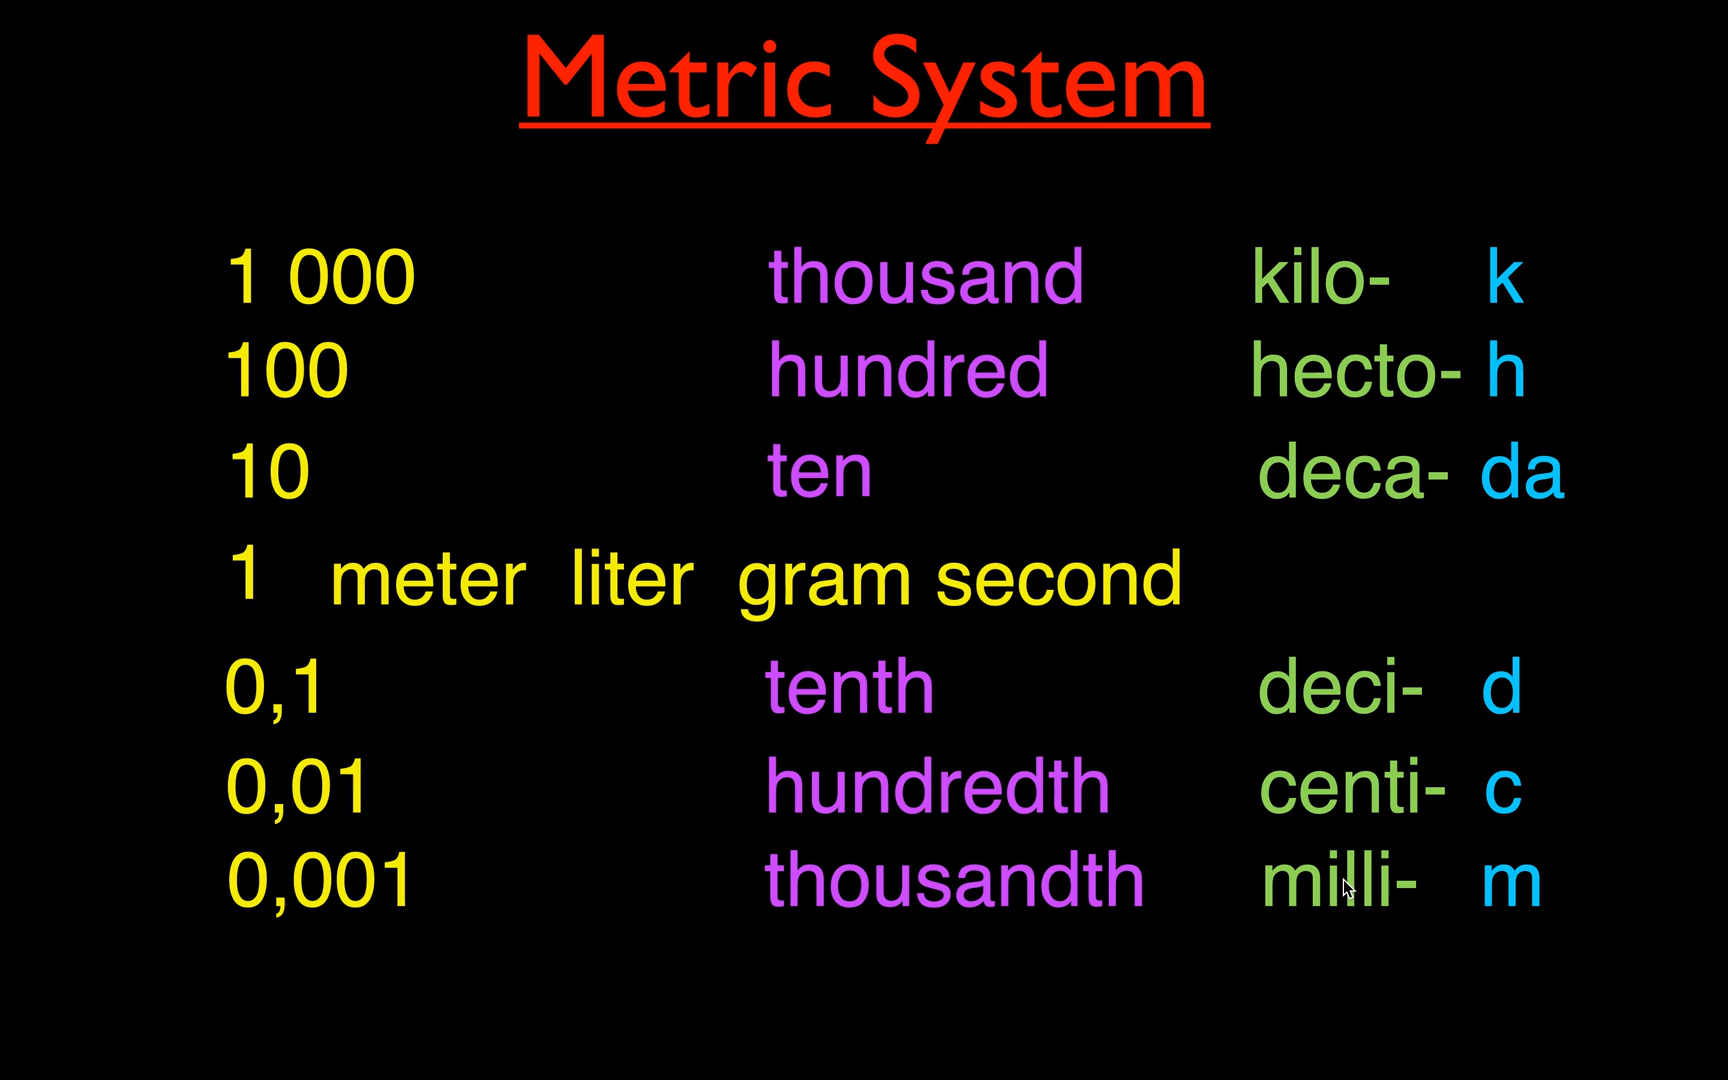 Metric System
1 000 thousand kilo- k
100 hundred hecto- h
10 ten deca- da
1 meter liter gram second
0,1 tenth deci- d
0,01 hundredth centi- c
0,001 thousandth milli- m